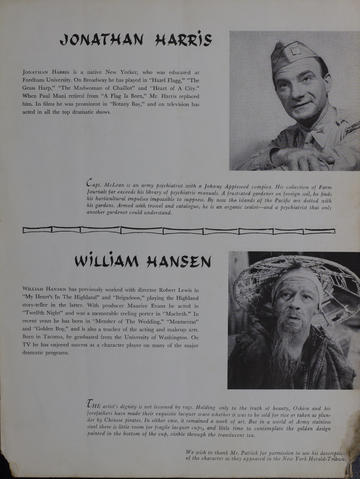 JONATHAN HARRIS
JONATHAN HARRIS is a native New Yorker, who was educated at
Fordham University. On Broadway he has played in "Hazel Flagg," "The
Grass Harp," "The Madwoman of Chaillot" and "Heart of A City."
When Paul Muni retired from "A Flag Is Born," Mr. Harris replaced
him. In films he was prominent in "Botany Bay," and on television has
acted in all the top dramatic shows.
Capt. McLean is an army psychiatrist with a Johnny Appleseed complex. His collection of Farm
Journals far exceeds his library of psychiatric manuals. A frustrated gardener on foreign soil, he finds
his horticultural impulses impossible to suppress. By now the islands of the Pacific are dotted with
his gardens. Armed with trowel and catalogue, he is an organic senior—and a psychiatrist that only
another gardener could understand.
WILLIAM HANSEN
WILLIAM HANSEN has previously worked with director Robert Lewis in
"My Heart's In The Highland" and "Brigadoon," playing the Highland
story-teller in the latter. With producer Maurice Evans he acted in
"Twelfth Night" and was a memorable porter in "Macbeth." In
recent years he has been in "Member of The Wedding," "Montserrat"
and "Golden Boy," and is also a teacher of the acting and makeup arts.
Born in Tacoma, he graduated from the University of Washington. On
TV he has enjoyed success as a character player on many of the major
dramatic programs.
THE artist's dignity is not lessened by rags. Holding only to the truth of beauty, Oshira and his
forefathers have made their exquisite lacquer ware whether it was to be sold for rice or taken as plun-
der by Chinese pirates. In either case, it remained a work of art. But in a world of Army stainless
steel there is little room for fragile lacquer cups, and little time to contemplate the golden design
painted in the bottom of the cup, visible through the translucent tea.
We wish to thank Mr. Patrick for permission to use his descriptions
of the characters as they appeared in the New York Herald-Tribune.